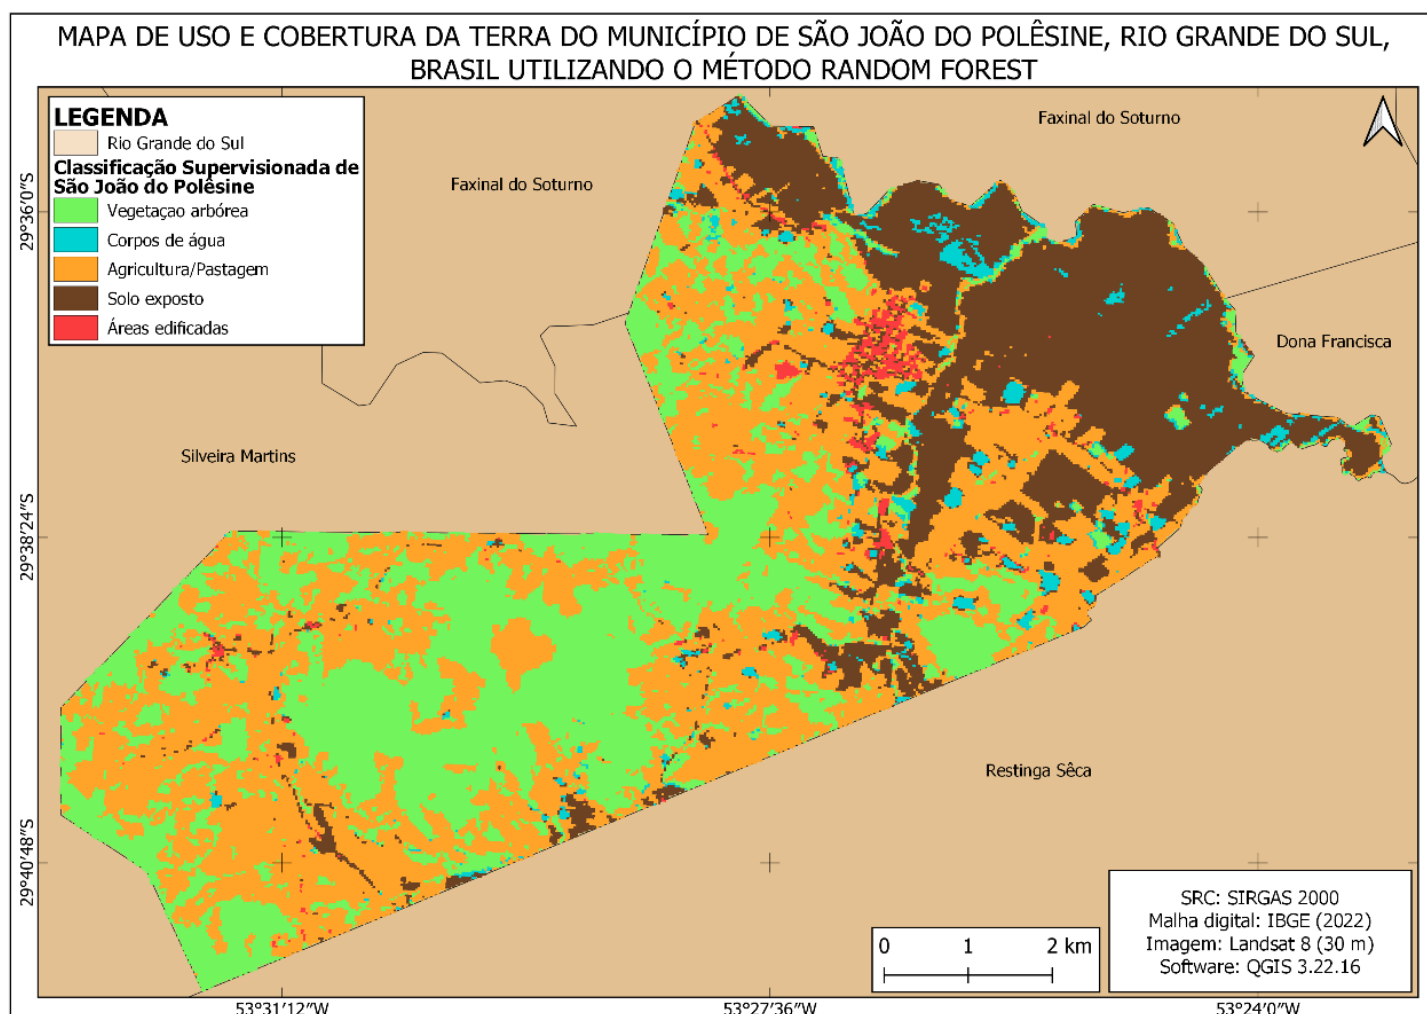 MAPA DE USO E COBERTURA DA TERRA DO MUNICÍPIO DE SÃO JOÃO DO POLÊSINE, RIO GRANDE DO SUL,
BRASIL UTILIZANDO O MÉTODO RANDOM FOREST
LEGENDA
Rio Grande do Sul
Classificação Supervisionada de
São João do Polêsine
Vegetaçao arbórea
Corpos de água
Agricultura/Pastagem
Solo exposto
Áreas edificadas
Faxinal do Soturno
Faxinal do Soturno
Dona Francisca
Silveira Martins
Restinga Sêca
29°36'0"S
29°38'24"S
29°40'48"S
0 1 2 km
SRC: SIRGAS 2000
Malha digital: IBGE (2022)
Imagem: Landsat 8 (30 m)
Software: QGIS 3.22.16
53°31'12"W 53°27'36"W 53°24'0"W